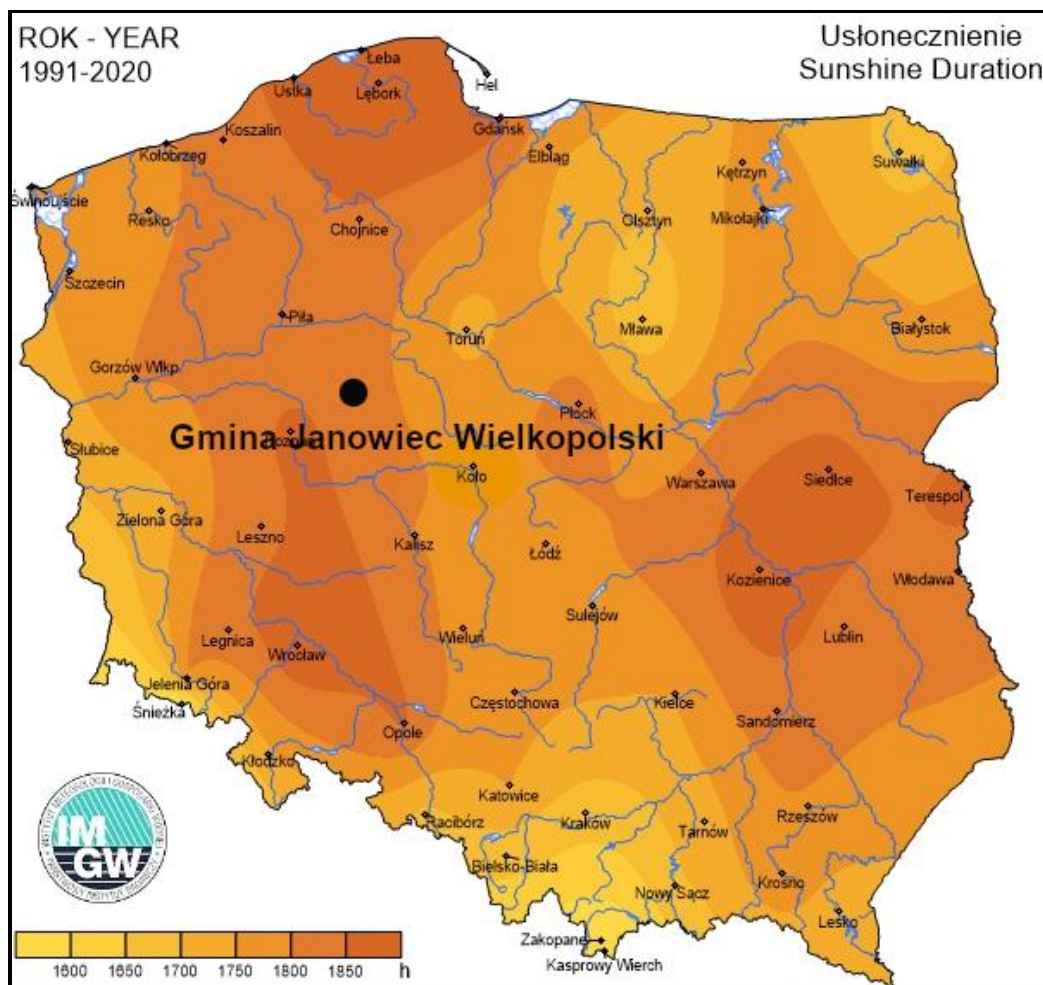 ROK - YEAR
1991-2020
Usłonecznienie
Sunshine Duration
Łeba
Ustka
Lębork
Hel
Gdańsk
Koszalin
Kołobrzeg
Elbląg
Suwałki
Kętrzyn
Świnoujście
Resko
Chojnice
Olsztyn
Mikołajki
Szczecin
Piła
Toruń
Mława
Białystok
Gorzów Wlkp.
Płock
Gmina Janowiec Wielkopolski
Słubice
Koło
Warszawa
Siedlce
Terespol
Zielona Góra
Leszno
Kalisz
Łódź
Kozienice
Włodawa
Sulejów
Legnica
Wrocław
Wieluń
Lublin
Jelenia Góra
Śnieżka
Częstochowa
Kielce
Sandomierz
Opole
Kłodzko
Katowice
Racibórz
Kraków
Tarnów
Rzeszów
Bielsko-Biała
Nowy Sącz
Krosno
Lesko
Zakopane
Kasprowy Wierch
IM
GW
1600 1650 1700 1750 1800 1850 h